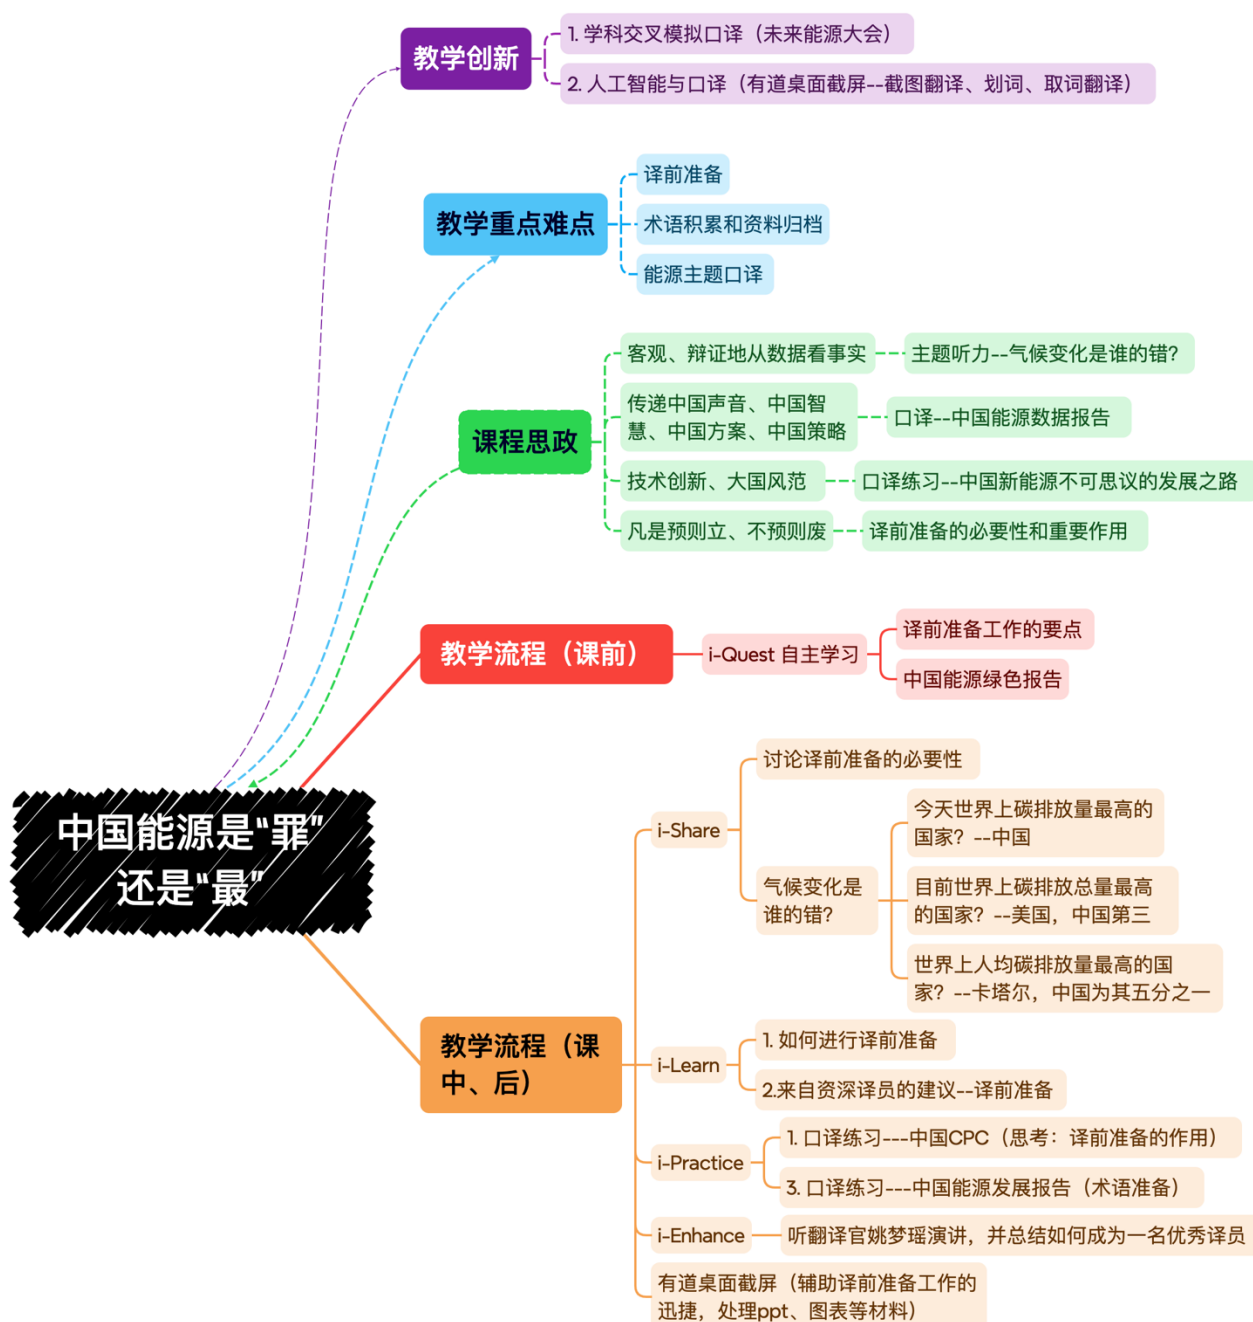 教学创新
1. 学科交叉模拟口译（未来能源大会）
2. 人工智能与口译（有道桌面截屏--截图翻译、划词、取词翻译）
教学重点难点
译前准备
术语积累和资料归档
能源主题口译
课程思政
客观、辩证地从数据看事实
主题听力--气候变化是谁的错？
传递中国声音、中国智
慧、中国方案、中国策略
口译--中国能源数据报告
技术创新、大国风范
口译练习--中国新能源不可思议的发展之路
凡是预则立、不预则废
译前准备的必要性和重要作用
教学流程（课前）
i-Quest 自主学习
译前准备工作的要点
中国能源绿色报告
中国能源是“罪”
还是“最”
教学流程（课
中、后）
i-Share
讨论译前准备的必要性
气候变化是
谁的错？
今天世界上碳排放量最高的
国家？--中国
目前世界上碳排放总量最高
的国家？--美国，中国第三
世界上人均碳排放量最高的国
家？--卡塔尔，中国为其五分之一
i-Learn
1. 如何进行译前准备
2.来自资深译员的建议--译前准备
i-Practice
1. 口译练习---中国CPC（思考：译前准备的作用）
3. 口译练习---中国能源发展报告（术语准备）
i-Enhance
听翻译官姚梦瑶演讲，并总结如何成为一名优秀译员
有道桌面截屏（辅助译前准备工作的
迅捷，处理ppt、图表等材料）